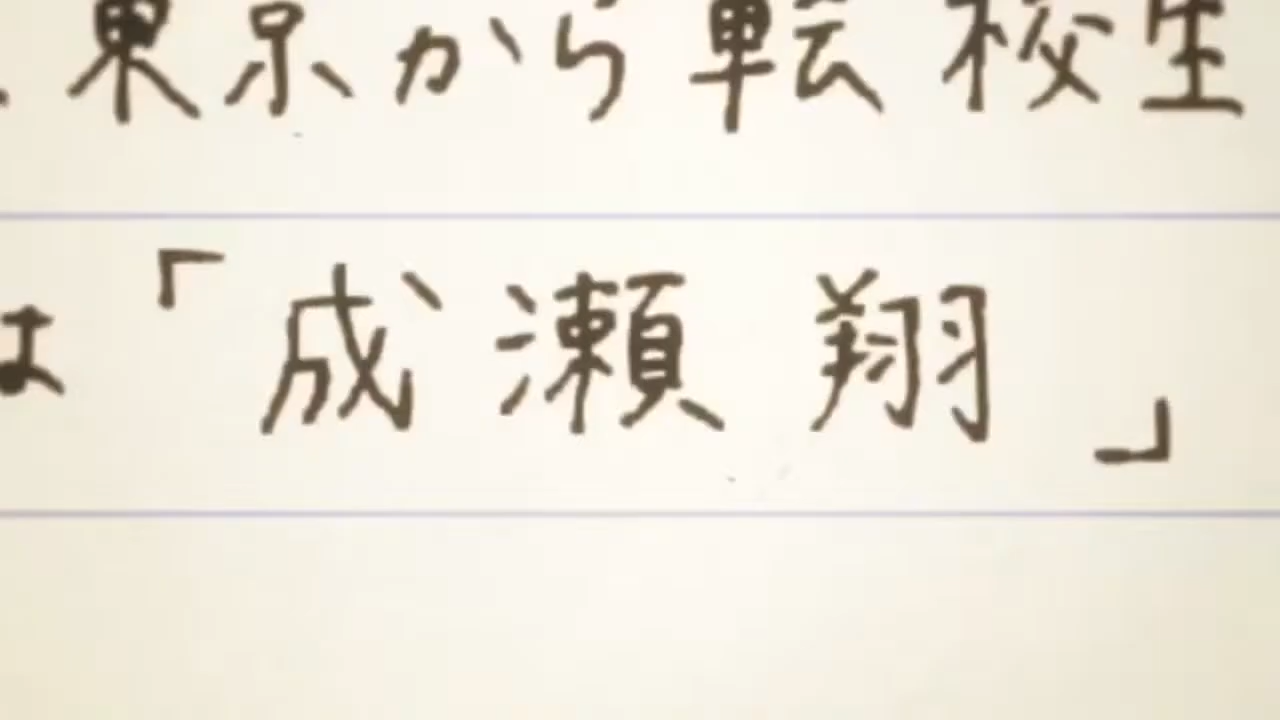 東京から転校生
は「成瀬 翔 」